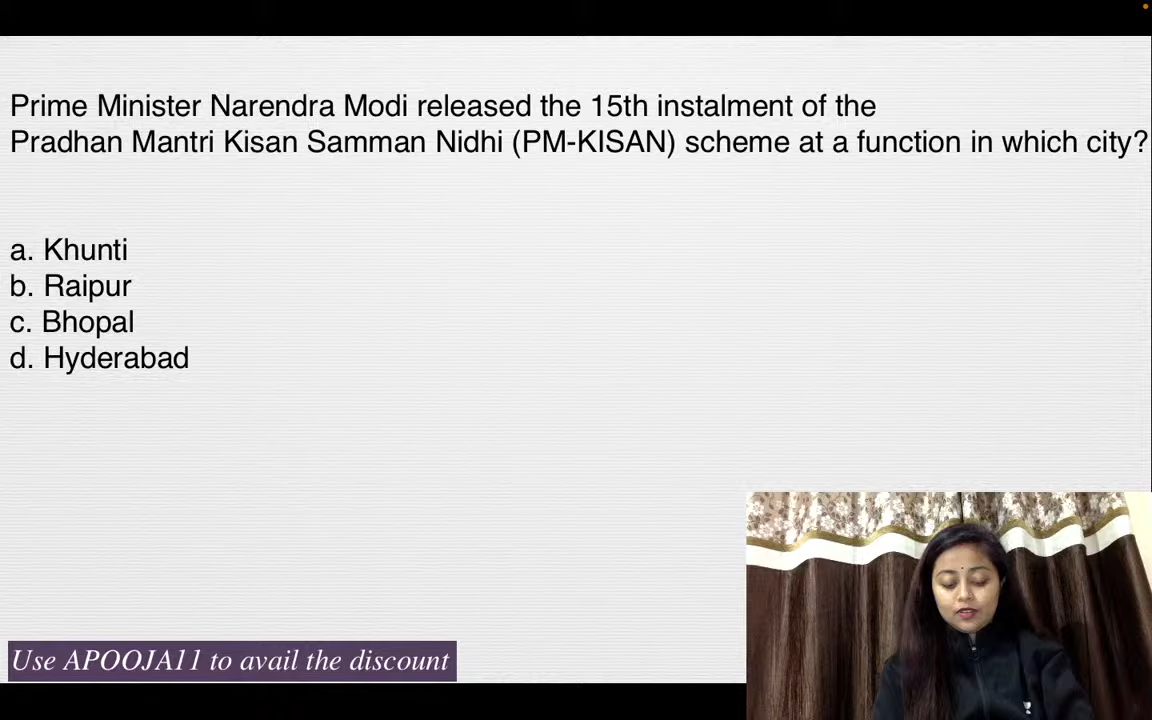 Prime Minister Narendra Modi released the 15th instalment of the
Pradhan Mantri Kisan Samman Nidhi (PM-KISAN) scheme at a function in which city?
a. Khunti
b. Raipur
c. Bhopal
d. Hyderabad
Use APOOJA11 to avail the discount